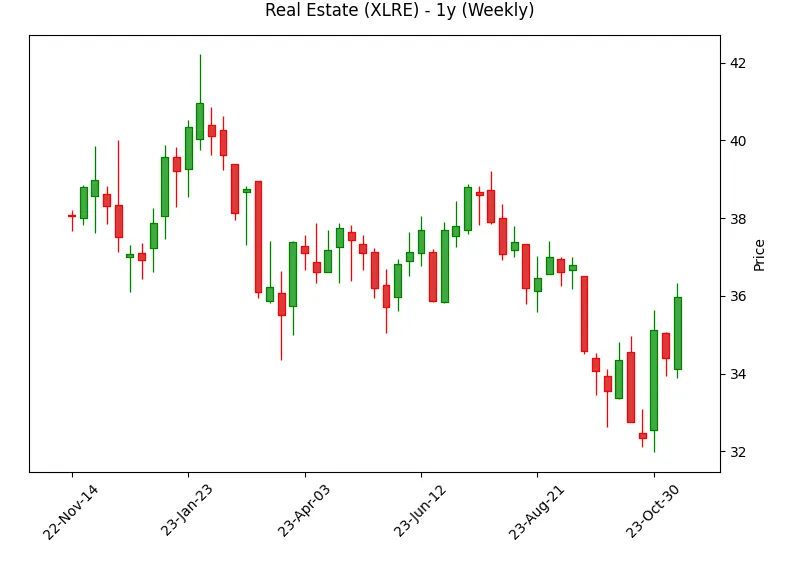 Real Estate (XLRE) - 1y (Weekly)
42
40
38
36
34
32
Price
22-Nov-14
23-Jan-23
23-Apr-03
23-Jun-12
23-Aug-21
23-Oct-30